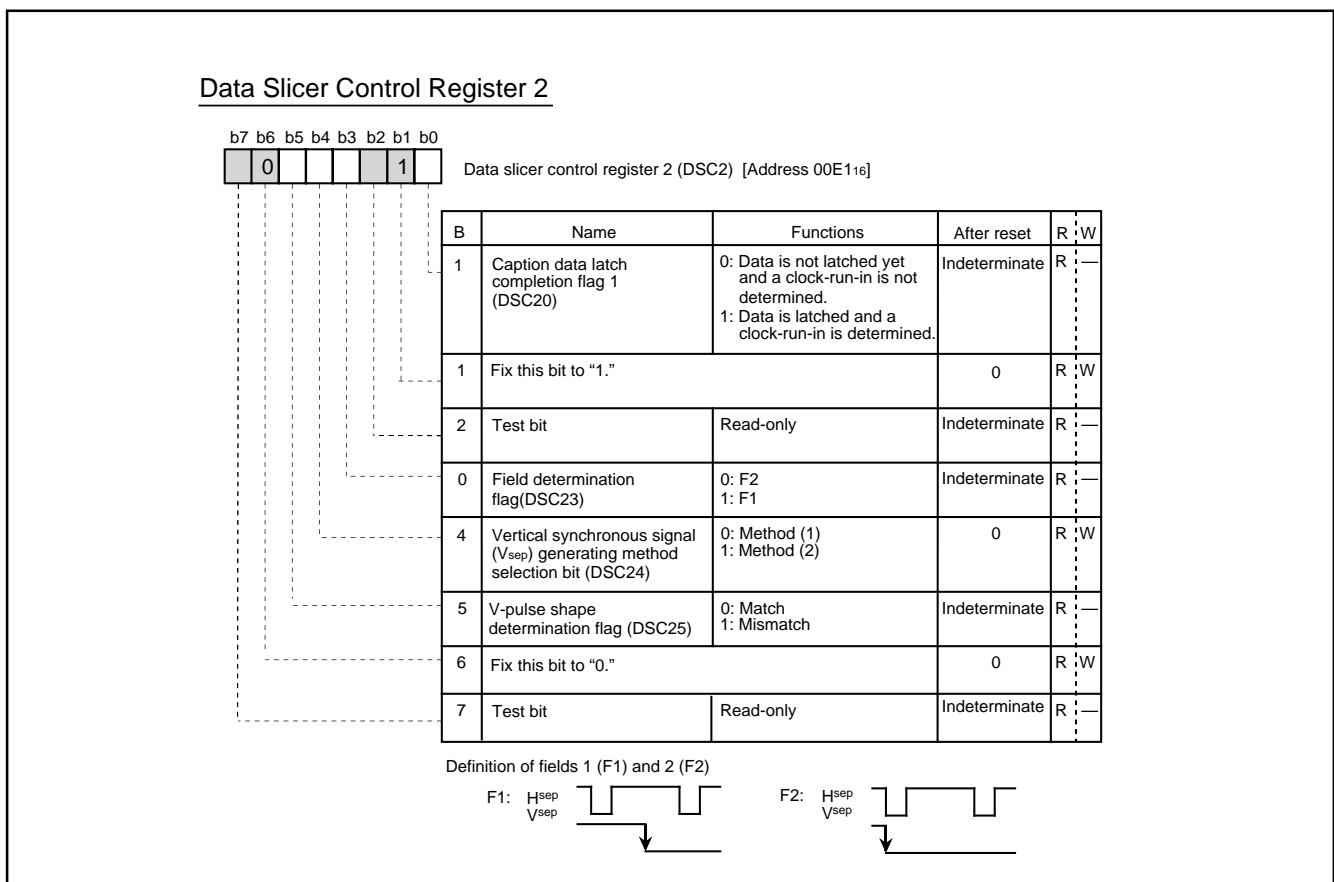 Data Slicer Control Register 2
b7 b6 b5 b4 b3 b2 b1 b0
0 1
Data slicer control register 2 (DSC2) [Address 00E116]
B Name Functions After reset R W
1 Caption data latch completion flag 1 (DSC20) 0: Data is not latched yet and a clock-run-in is not determined. 1: Data is latched and a clock-run-in is determined. Indeterminate R —
1 Fix this bit to “1.” 0 R W
2 Test bit Read-only Indeterminate R —
0 Field determination flag(DSC23) 0: F2 1: F1 Indeterminate R —
4 Vertical synchronous signal (Vsep) generating method selection bit (DSC24) 0: Method (1) 1: Method (2) 0 R W
5 V-pulse shape determination flag (DSC25) 0: Match 1: Mismatch Indeterminate R —
6 Fix this bit to “0.” 0 R W
7 Test bit Read-only Indeterminate R —
Definition of fields 1 (F1) and 2 (F2)
F1: Hsep
Vsep
F2: Hsep
Vsep